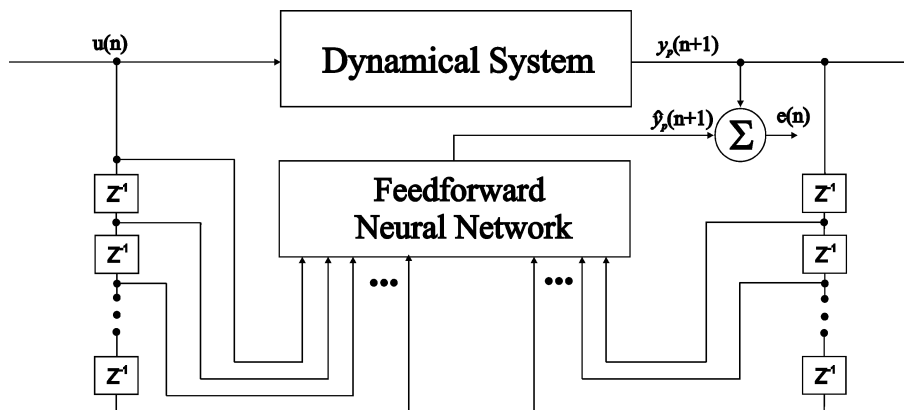 u(n)
Dynamical System
yₚ(n+1)
ŷₚ(n+1)
Σ
e(n)
Feedforward
Neural Network
Z⁻¹
Z⁻¹
Z⁻¹
Z⁻¹
Z⁻¹
Z⁻¹